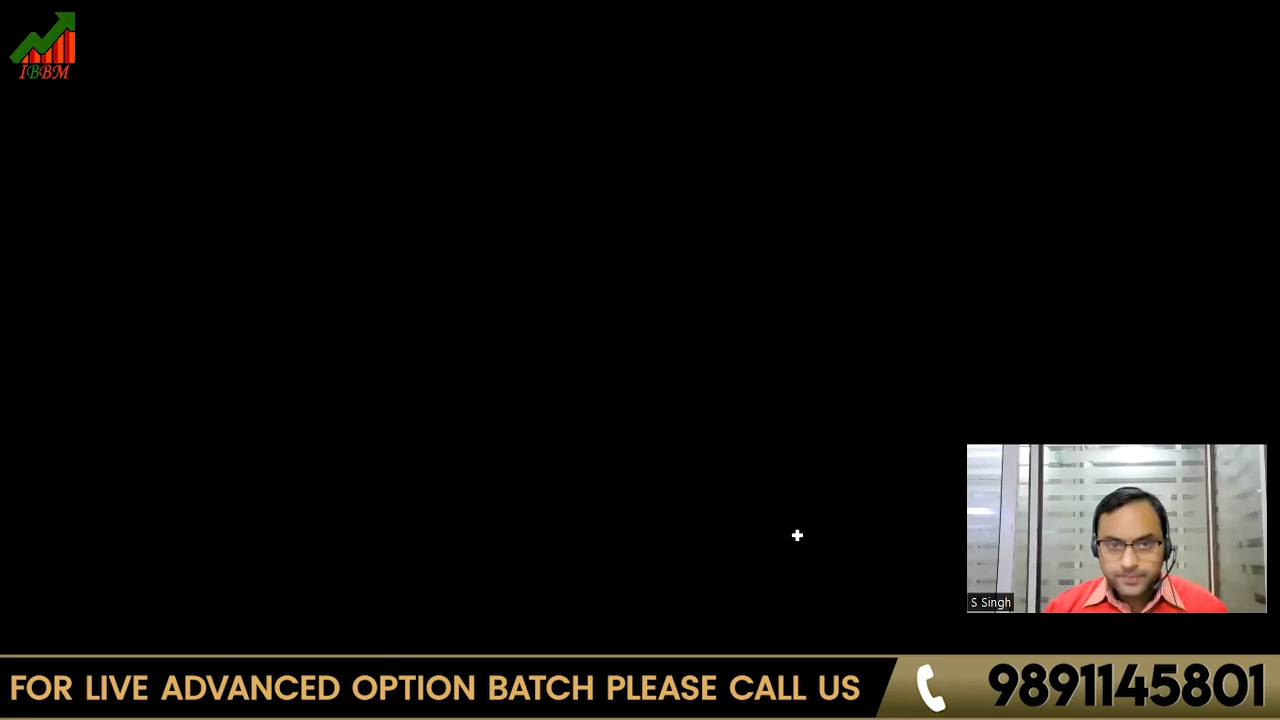 IBBM
S Singh
FOR LIVE ADVANCED OPTION BATCH PLEASE CALL US 9891145801